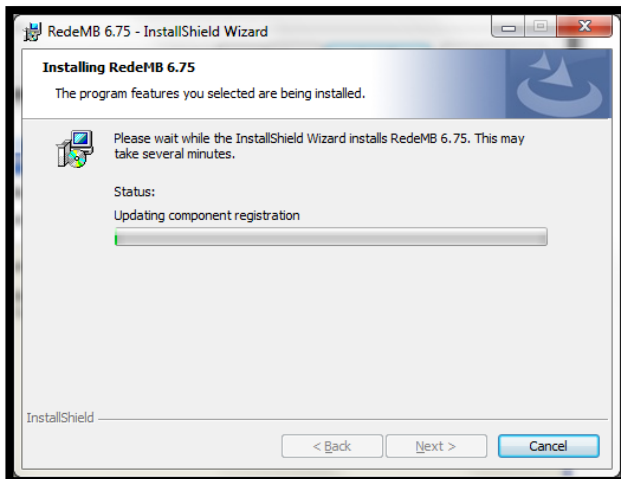 RedeMB 6.75 - InstallShield Wizard
Installing RedeMB 6.75
The program features you selected are being installed.
Please wait while the InstallShield Wizard installs RedeMB 6.75. This may
take several minutes.
Status:
Updating component registration
InstallShield
< Back Next > Cancel